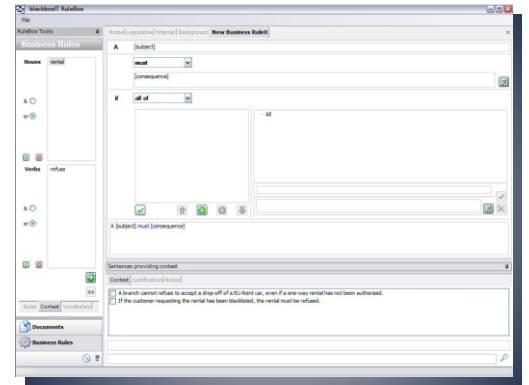 blackboxIT RuleBox
File
RuleBox Tools
Home Legislative Internal Background New Business Rule0
Business Rules
A [subject]
Nouns rental
must
[consequence]
&
or
if all of
All
Verbs refuse
&
or
A [subject] must [consequence]
Sentences providing context
Context Justification Notes
A branch cannot refuse to accept a drop-off of a EU-Rent car, even if a one-way rental has not been authorised.
If the customer requesting the rental has been blacklisted, the rental must be refused.
Rules Context Vocabulary
Documents
Business Rules